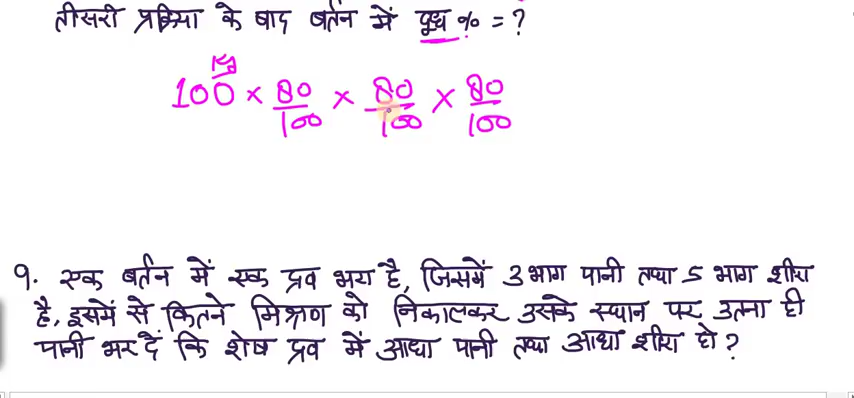 तीसरी प्रक्रिया के बाद बर्तन में दूध % = ?
100 kg × 80/100 × 80/100 × 80/100
9. एक बर्तन में एक द्रव भरा है, जिसमें 3 भाग पानी तथा 5 भाग शीरा
है, इसमें से कितने मिश्रण को निकालकर उसके स्थान पर उतना ही
पानी भर दें कि शेष द्रव में आधा पानी तथा आधा शीरा हो ?